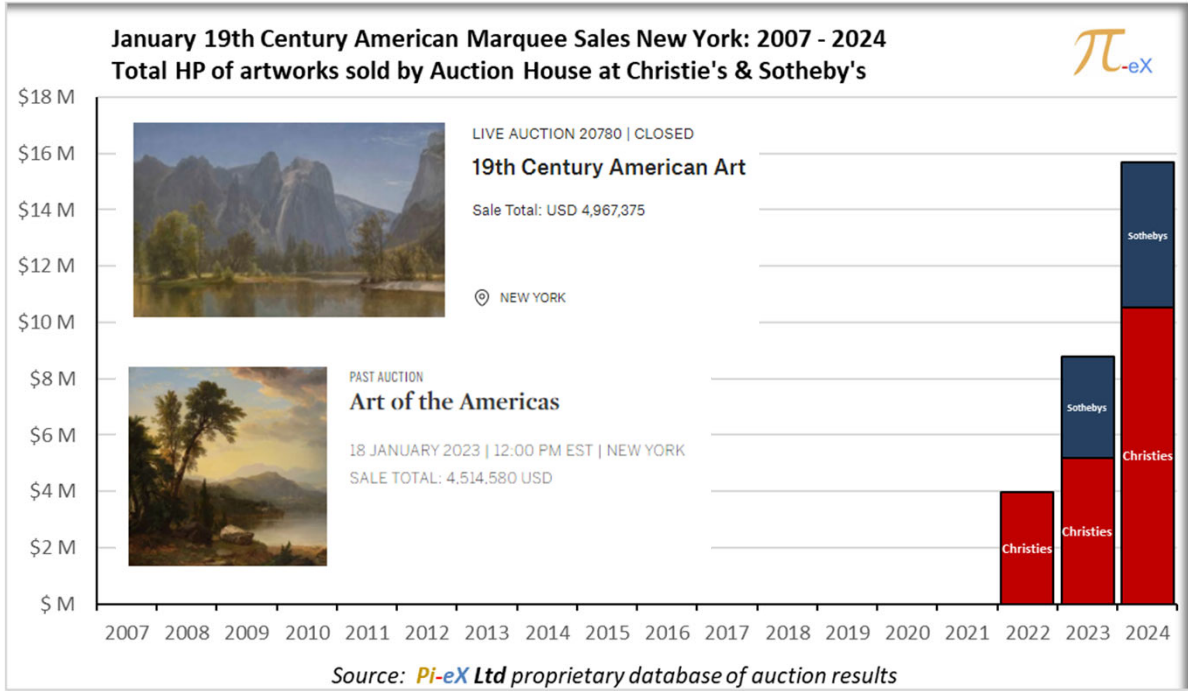 January 19th Century American Marquee Sales New York: 2007 - 2024
Total HP of artworks sold by Auction House at Christie's & Sotheby's
π-eX
$18 M
$16 M
$14 M
$12 M
$10 M
$8 M
$6 M
$4 M
$2 M
$ M
LIVE AUCTION 20780 | CLOSED
19th Century American Art
Sale Total: USD 4,967,375
NEW YORK
PAST AUCTION
Art of the Americas
18 JANUARY 2023 | 12:00 PM EST | NEW YORK
SALE TOTAL: 4,514,580 USD
Christies
Sothebys
Christies
Sothebys
Christies
2007 2008 2009 2010 2011 2012 2013 2014 2015 2016 2017 2018 2019 2020 2021 2022 2023 2024
Source: Pi-eX Ltd proprietary database of auction results